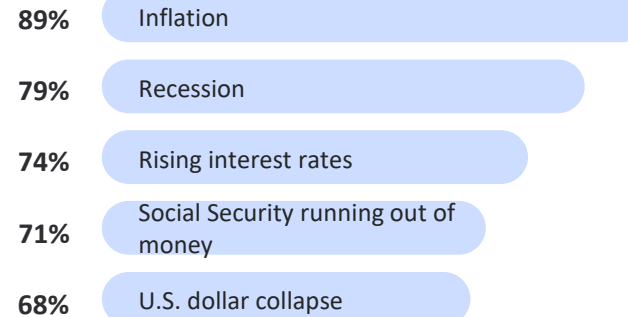 89% Inflation
79% Recession
74% Rising interest rates
71% Social Security running out of
money
68% U.S. dollar collapse